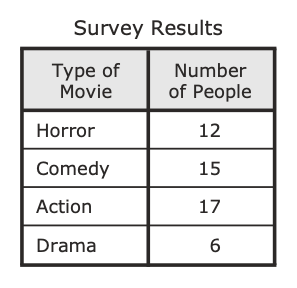 Survey Results
Type of Movie Number of People
Horror 12
Comedy 15
Action 17
Drama 6